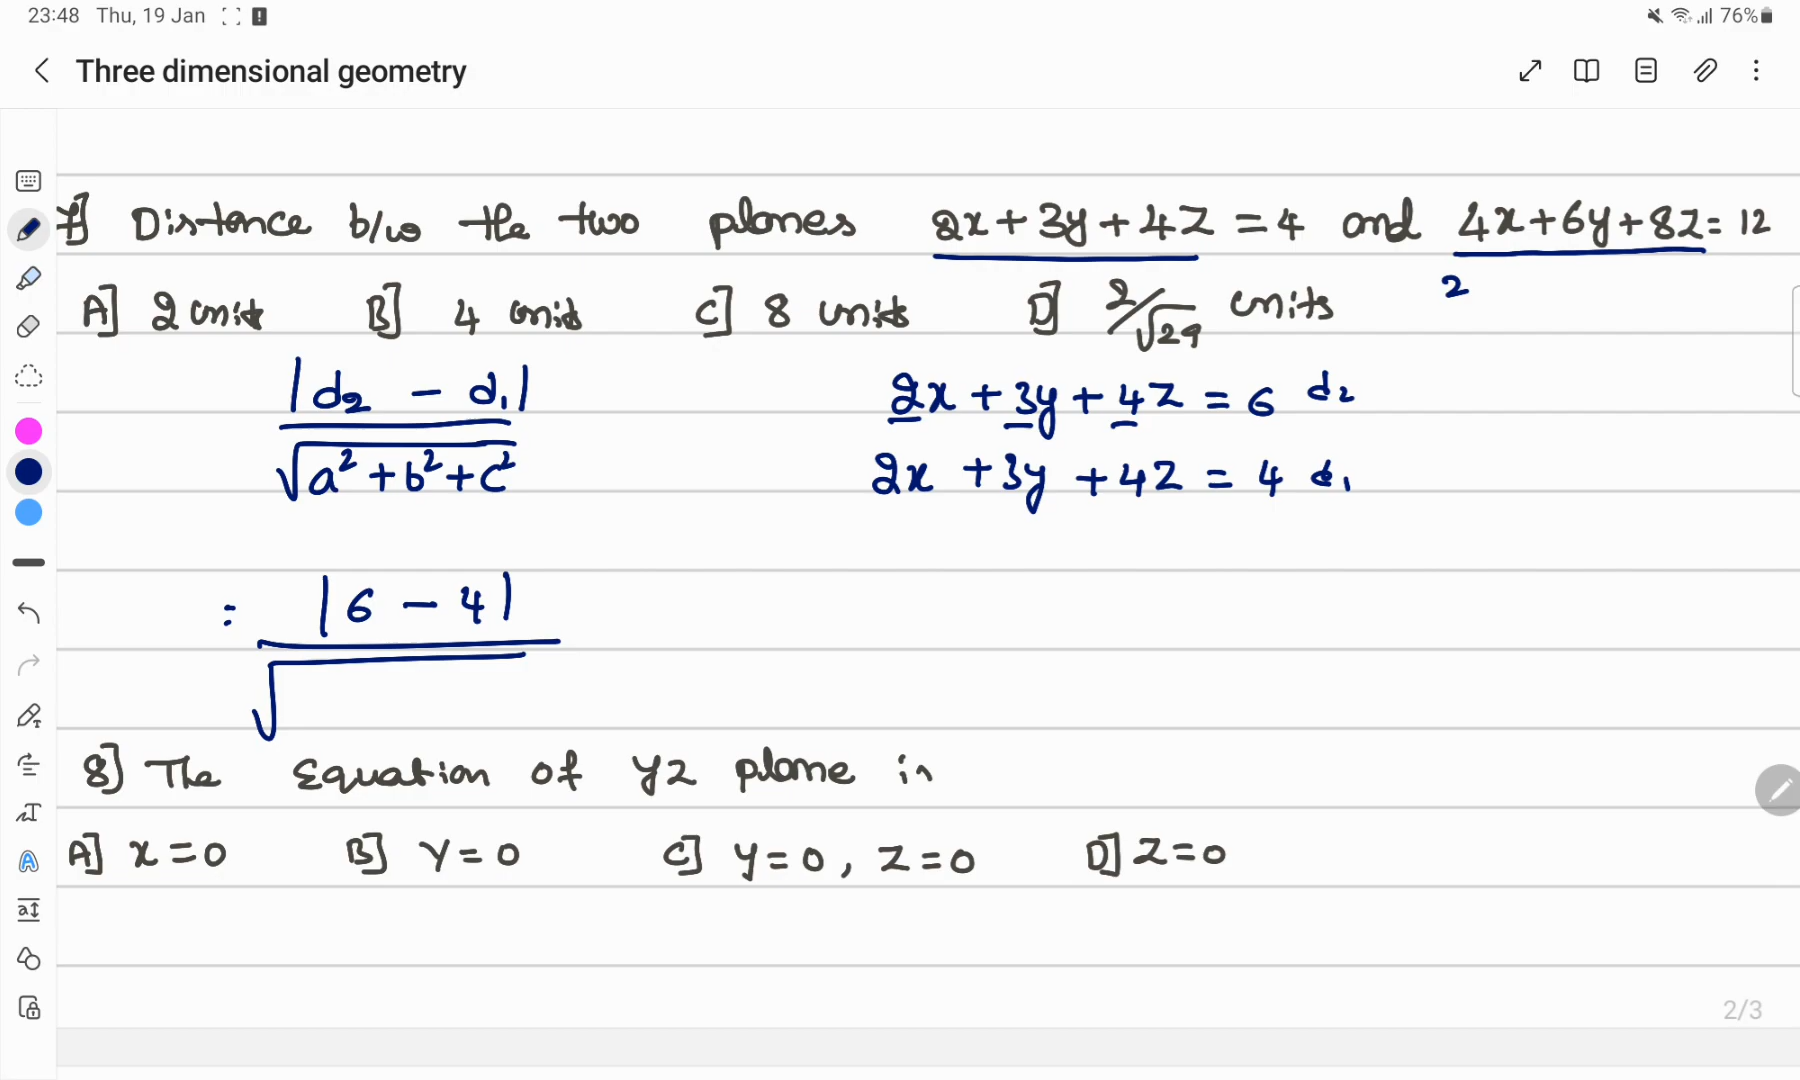 23:48 Thu, 19 Jan 76%
Three dimensional geometry
7] Distance b/w the two planes 2x+3y+4z=4 and 4x+6y+8z=12
2
A] 2 units B] 4 units C] 8 units D] 2/√29 units
|d₂ - d₁| 2x+3y+4z=6 d₂
√a²+b²+c² 2x+3y+4z=4 d₁
= |6-4|
√
8] The Equation of yz plane is
A] x=0 B] Y=0 C] y=0, z=0 D] z=0
2/3